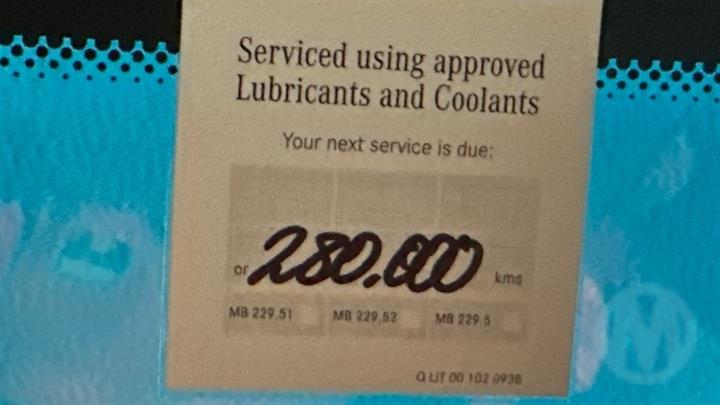 Serviced using approved
Lubricants and Coolants
Your next service is due:
or 280.000 kms
MB 229.51 MB 229.52 MB 229.5
Q LIT 00 102 0938